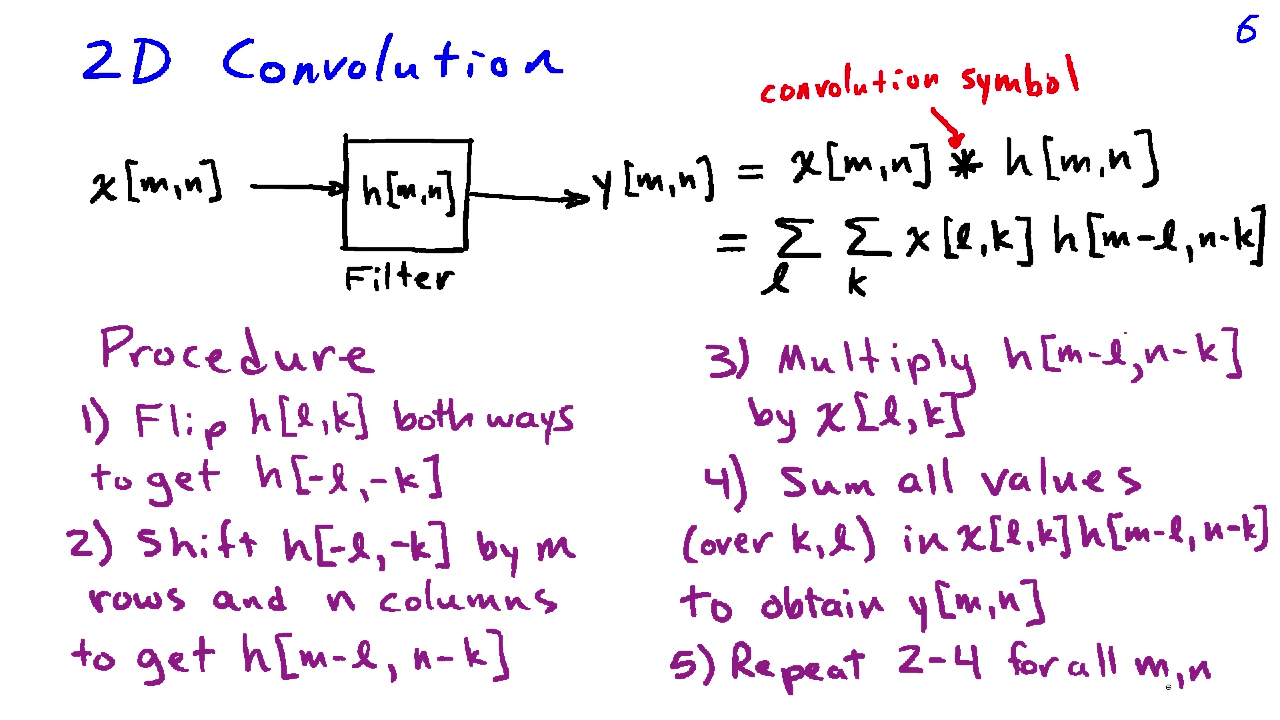 6
2D Convolution
convolution symbol
x[m,n] → h[m,n] → y[m,n] = x[m,n] * h[m,n]
Filter
= Σ Σ x[l,k] h[m-l,n-k]
l k
Procedure
1) Flip h[l,k] both ways
to get h[-l,-k]
2) Shift h[-l,-k] by m
rows and n columns
to get h[m-l, n-k]
3) Multiply h[m-l,n-k]
by x[l,k]
4) Sum all values
(over k,l) in x[l,k]h[m-l,n-k]
to obtain y[m,n]
5) Repeat 2-4 for all m,n